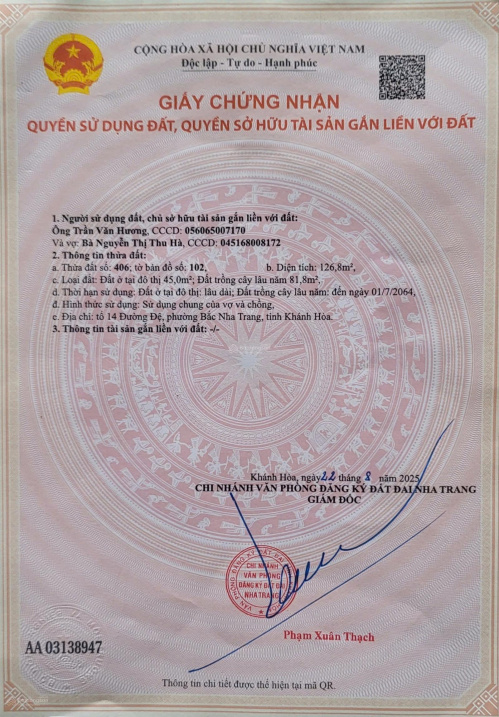 CỘNG HÒA XÃ HỘI CHỦ NGHĨA VIỆT NAM
Độc lập - Tự do - Hạnh phúc
GIẤY CHỨNG NHẬN
QUYỀN SỬ DỤNG ĐẤT, QUYỀN SỞ HỮU TÀI SẢN GẮN LIỀN VỚI ĐẤT
1. Người sử dụng đất, chủ sở hữu tài sản gắn liền với đất:
Ông Trần Văn Hương, CCCD: 056065007170
Và vợ: Bà Nguyễn Thị Thu Hà, CCCD: 045168008172
2. Thông tin thửa đất:
a. Thửa đất số: 406; tờ bản đồ số: 102, b. Diện tích: 126,8m²,
c. Loại đất: Đất ở tại đô thị 45,0m²; Đất trồng cây lâu năm 81,8m²,
d. Thời hạn sử dụng: Đất ở tại đô thị: lâu dài; Đất trồng cây lâu năm: đến ngày 01/7/2064,
đ. Hình thức sử dụng: Sử dụng chung của vợ và chồng,
e. Địa chỉ: tổ 14 Đường Đệ, phường Bắc Nha Trang, tỉnh Khánh Hòa.
3. Thông tin tài sản gắn liền với đất: -/-
Khánh Hòa, ngày 22 tháng 8 năm 2025
CHI NHÁNH VĂN PHÒNG ĐĂNG KÝ ĐẤT ĐAI NHA TRANG
GIÁM ĐỐC
VĂN PHÒNG ĐĂNG KÝ ĐẤT ĐAI
CHI NHÁNH
VĂN PHÒNG
ĐĂNG KÝ ĐẤT ĐAI
NHA TRANG
Phạm Xuân Thạch
AA 03138947
Thông tin chi tiết được thể hiện tại mã QR.